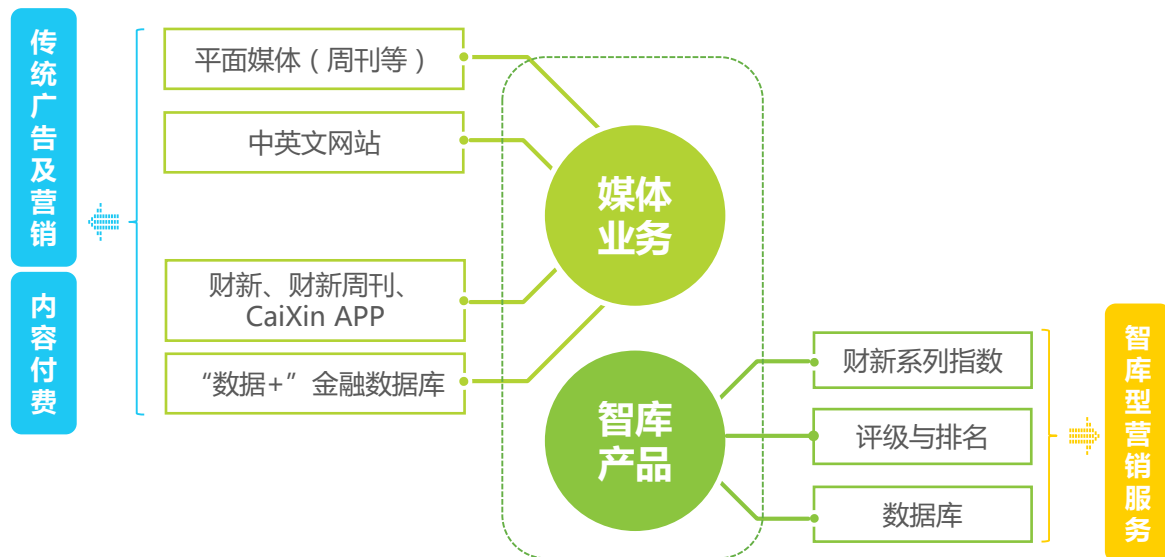 传统广告及营销
内容付费
平面媒体（周刊等）
中英文网站
财新、财新周刊、
CaiXin APP
“数据+”金融数据库
媒体
业务
智库
产品
财新系列指数
评级与排名
数据库
智库型营销服务